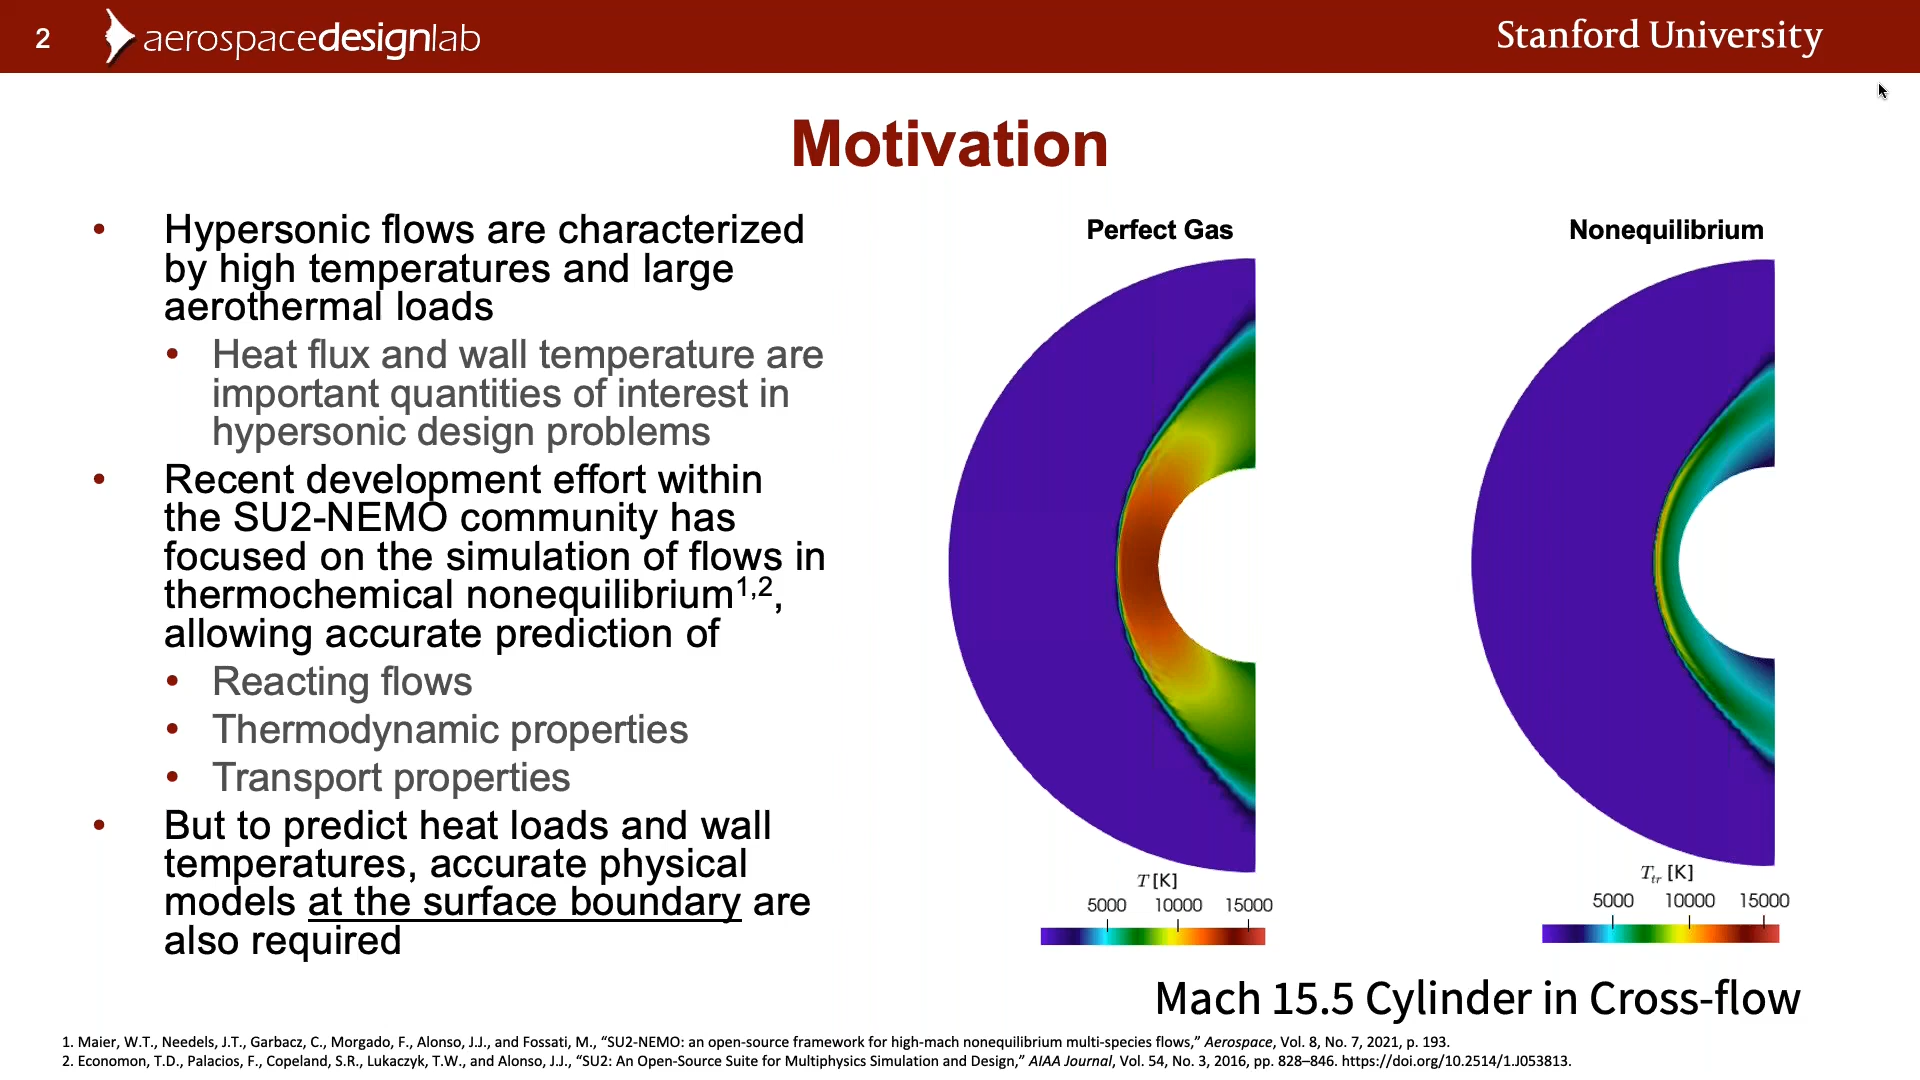 2
aerospacedesignlab
Stanford University
Motivation
• Hypersonic flows are characterized
by high temperatures and large
aerothermal loads
• Heat flux and wall temperature are
important quantities of interest in
hypersonic design problems
• Recent development effort within
the SU2-NEMO community has
focused on the simulation of flows in
thermochemical nonequilibrium1,2,
allowing accurate prediction of
• Reacting flows
• Thermodynamic properties
• Transport properties
• But to predict heat loads and wall
temperatures, accurate physical
models at the surface boundary are
also required
Perfect Gas
T [K]
5000 10000 15000
Nonequilibrium
Ttr [K]
5000 10000 15000
Mach 15.5 Cylinder in Cross-flow
1. Maier, W.T., Needels, J.T., Garbacz, C., Morgado, F., Alonso, J.J., and Fossati, M., “SU2-NEMO: an open-source framework for high-mach nonequilibrium multi-species flows,” Aerospace, Vol. 8, No. 7, 2021, p. 193.
2. Economon, T.D., Palacios, F., Copeland, S.R., Lukaczyk, T.W., and Alonso, J.J., “SU2: An Open-Source Suite for Multiphysics Simulation and Design,” AIAA Journal, Vol. 54, No. 3, 2016, pp. 828–846. https://doi.org/10.2514/1.J053813.